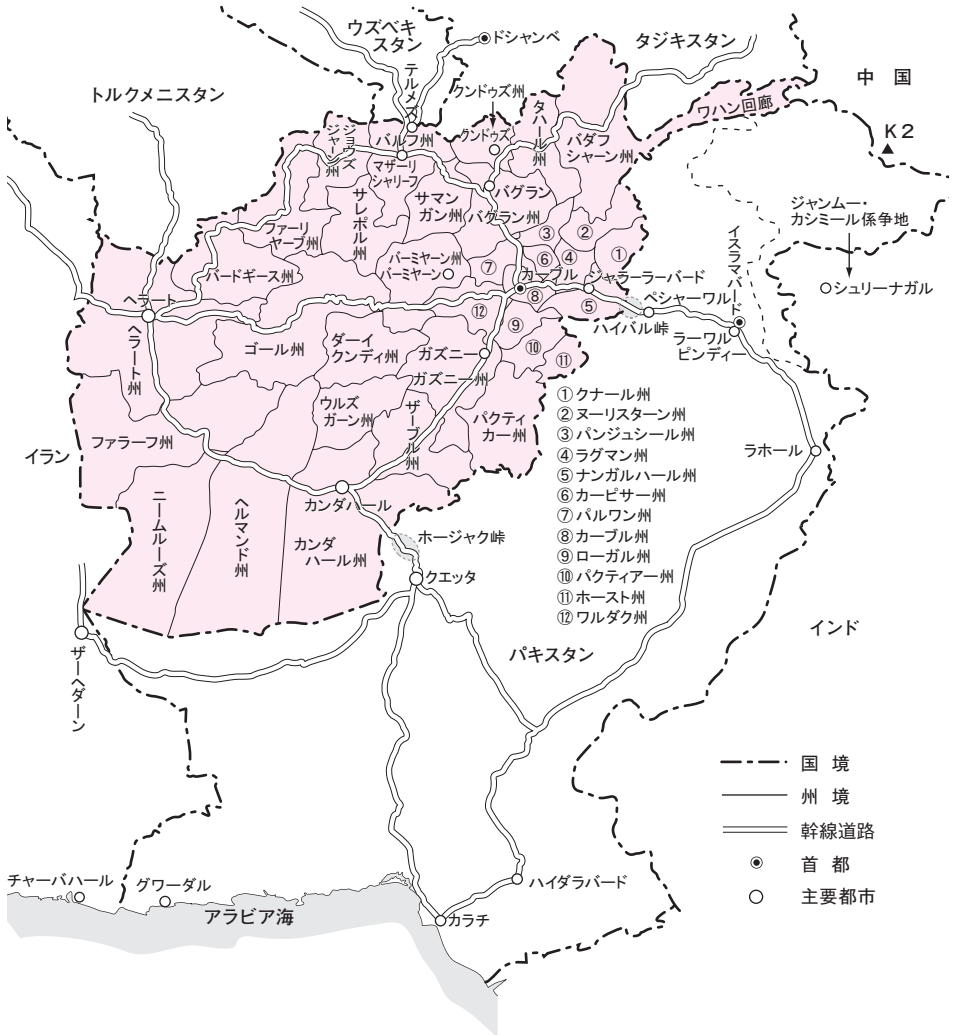 ウズベキ
スタン
ドシャンベ
タジキスタン
中国
トルクメニスタン
テルメズ
クンドゥズ州
ワハン回廊
K2
ジョウズ
ジャーン州
バルフ州
クンドゥズ
タハール州
バダフ
シャーン州
マザーリ
シャリーフ
バグラン
サレポル州
サマン
ガン州
バグラン州
ジャンムー・
カシミール係争地
ファーリ
ヤーブ州
③
②
④
⑥
①
バーミヤーン州
バーミヤーン
⑦
バードギース州
カーブル
ジャラーラーバード
イスラマバード
シュリーナガル
ヘラート
⑧
⑤
ペシャーワル
ハイバル峠
⑫
⑨
ラーワル
ピンディー
ゴール州
ダーイ
クンディ州
ガズニー
⑩
⑪
ヘラート州
ガズニー州
ウルズ
ガーン州
ザーブル州
パクティ
カー州
ファラーフ州
イラン
①クナール州
②ヌーリスターン州
③パンジュシール州
④ラグマン州
⑤ナンガルハール州
⑥カーピサー州
⑦パルワン州
⑧カーブル州
⑨ローガル州
⑩パクティアー州
⑪ホースト州
⑫ワルダク州
ラホール
カンダハール
ニームルーズ州
ヘルマンド州
カンダ
ハール州
ホージャク峠
クエッタ
インド
パキスタン
ザーヘダーン
国境
州境
幹線道路
首都
主要都市
チャーバハール
グワーダル
ハイダラバード
アラビア海
カラチ